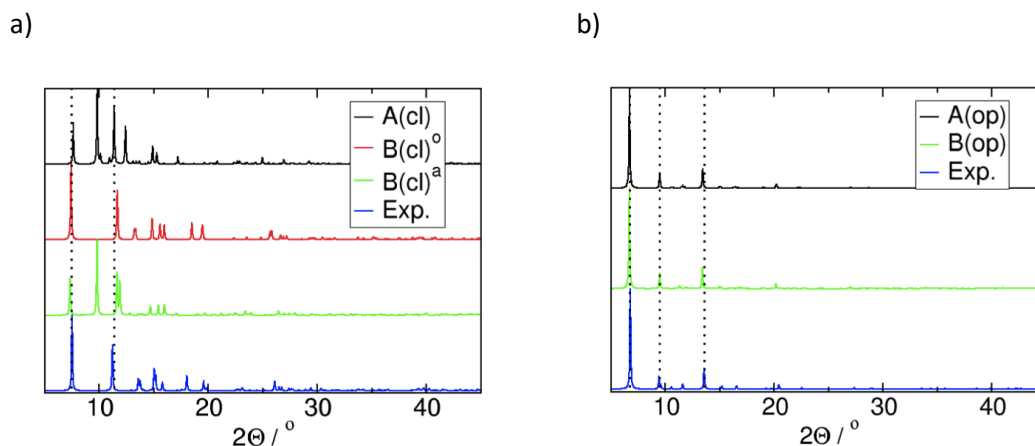 a)
b)
A(cl)
B(cl)ᵒ
B(cl)ᵃ
Exp.
10 20 30 40
2Θ / °
A(op)
B(op)
Exp.
10 20 30 40
2Θ / °